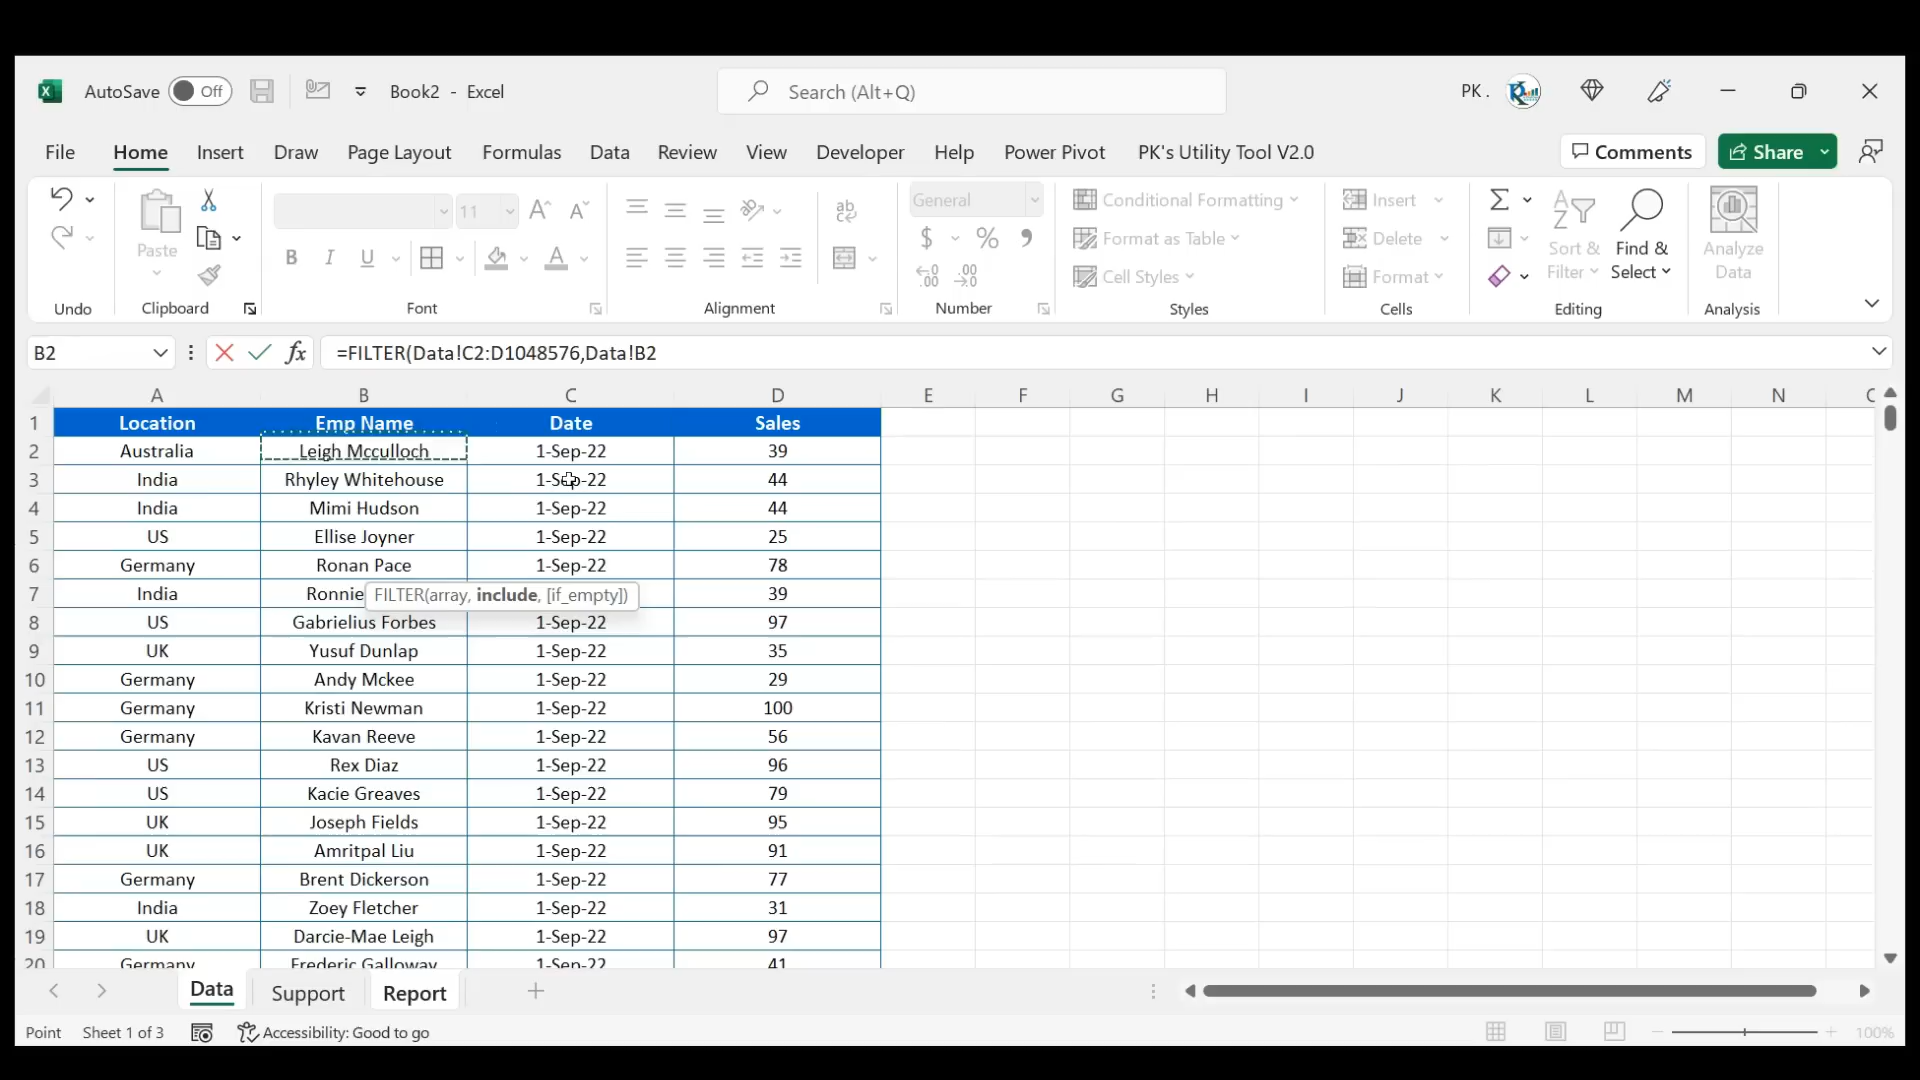 AutoSave Off Book2 - Excel Search (Alt+Q) PK .
File Home Insert Draw Page Layout Formulas Data Review View Developer Help Power Pivot PK's Utility Tool V2.0 Comments Share
General
11
Paste
Conditional Formatting
Format as Table
Cell Styles
Insert
Delete
Format
Sort & Filter
Find & Select
Analyze Data
Undo Clipboard Font Alignment Number Styles Cells Editing Analysis
B2 fx =FILTER(Data!C2:D1048576,Data!B2
A B C D E F G H I J K L M N
1 Location Emp Name Date Sales
2 Australia Leigh Mcculloch 1-Sep-22 39
3 India Rhyley Whitehouse 1-Sep-22 44
4 India Mimi Hudson 1-Sep-22 44
5 US Ellise Joyner 1-Sep-22 25
6 Germany Ronan Pace 1-Sep-22 78
7 India Ronnie 39
FILTER(array, include, [if_empty])
8 US Gabrielius Forbes 1-Sep-22 97
9 UK Yusuf Dunlap 1-Sep-22 35
10 Germany Andy Mckee 1-Sep-22 29
11 Germany Kristi Newman 1-Sep-22 100
12 Germany Kavan Reeve 1-Sep-22 56
13 US Rex Diaz 1-Sep-22 96
14 US Kacie Greaves 1-Sep-22 79
15 UK Joseph Fields 1-Sep-22 95
16 UK Amritpal Liu 1-Sep-22 91
17 Germany Brent Dickerson 1-Sep-22 77
18 India Zoey Fletcher 1-Sep-22 31
19 UK Darcie-Mae Leigh 1-Sep-22 97
20 Germany Frederic Galloway 1-Sep-22 41
Data Support Report
Point Sheet 1 of 3 Accessibility: Good to go 100%